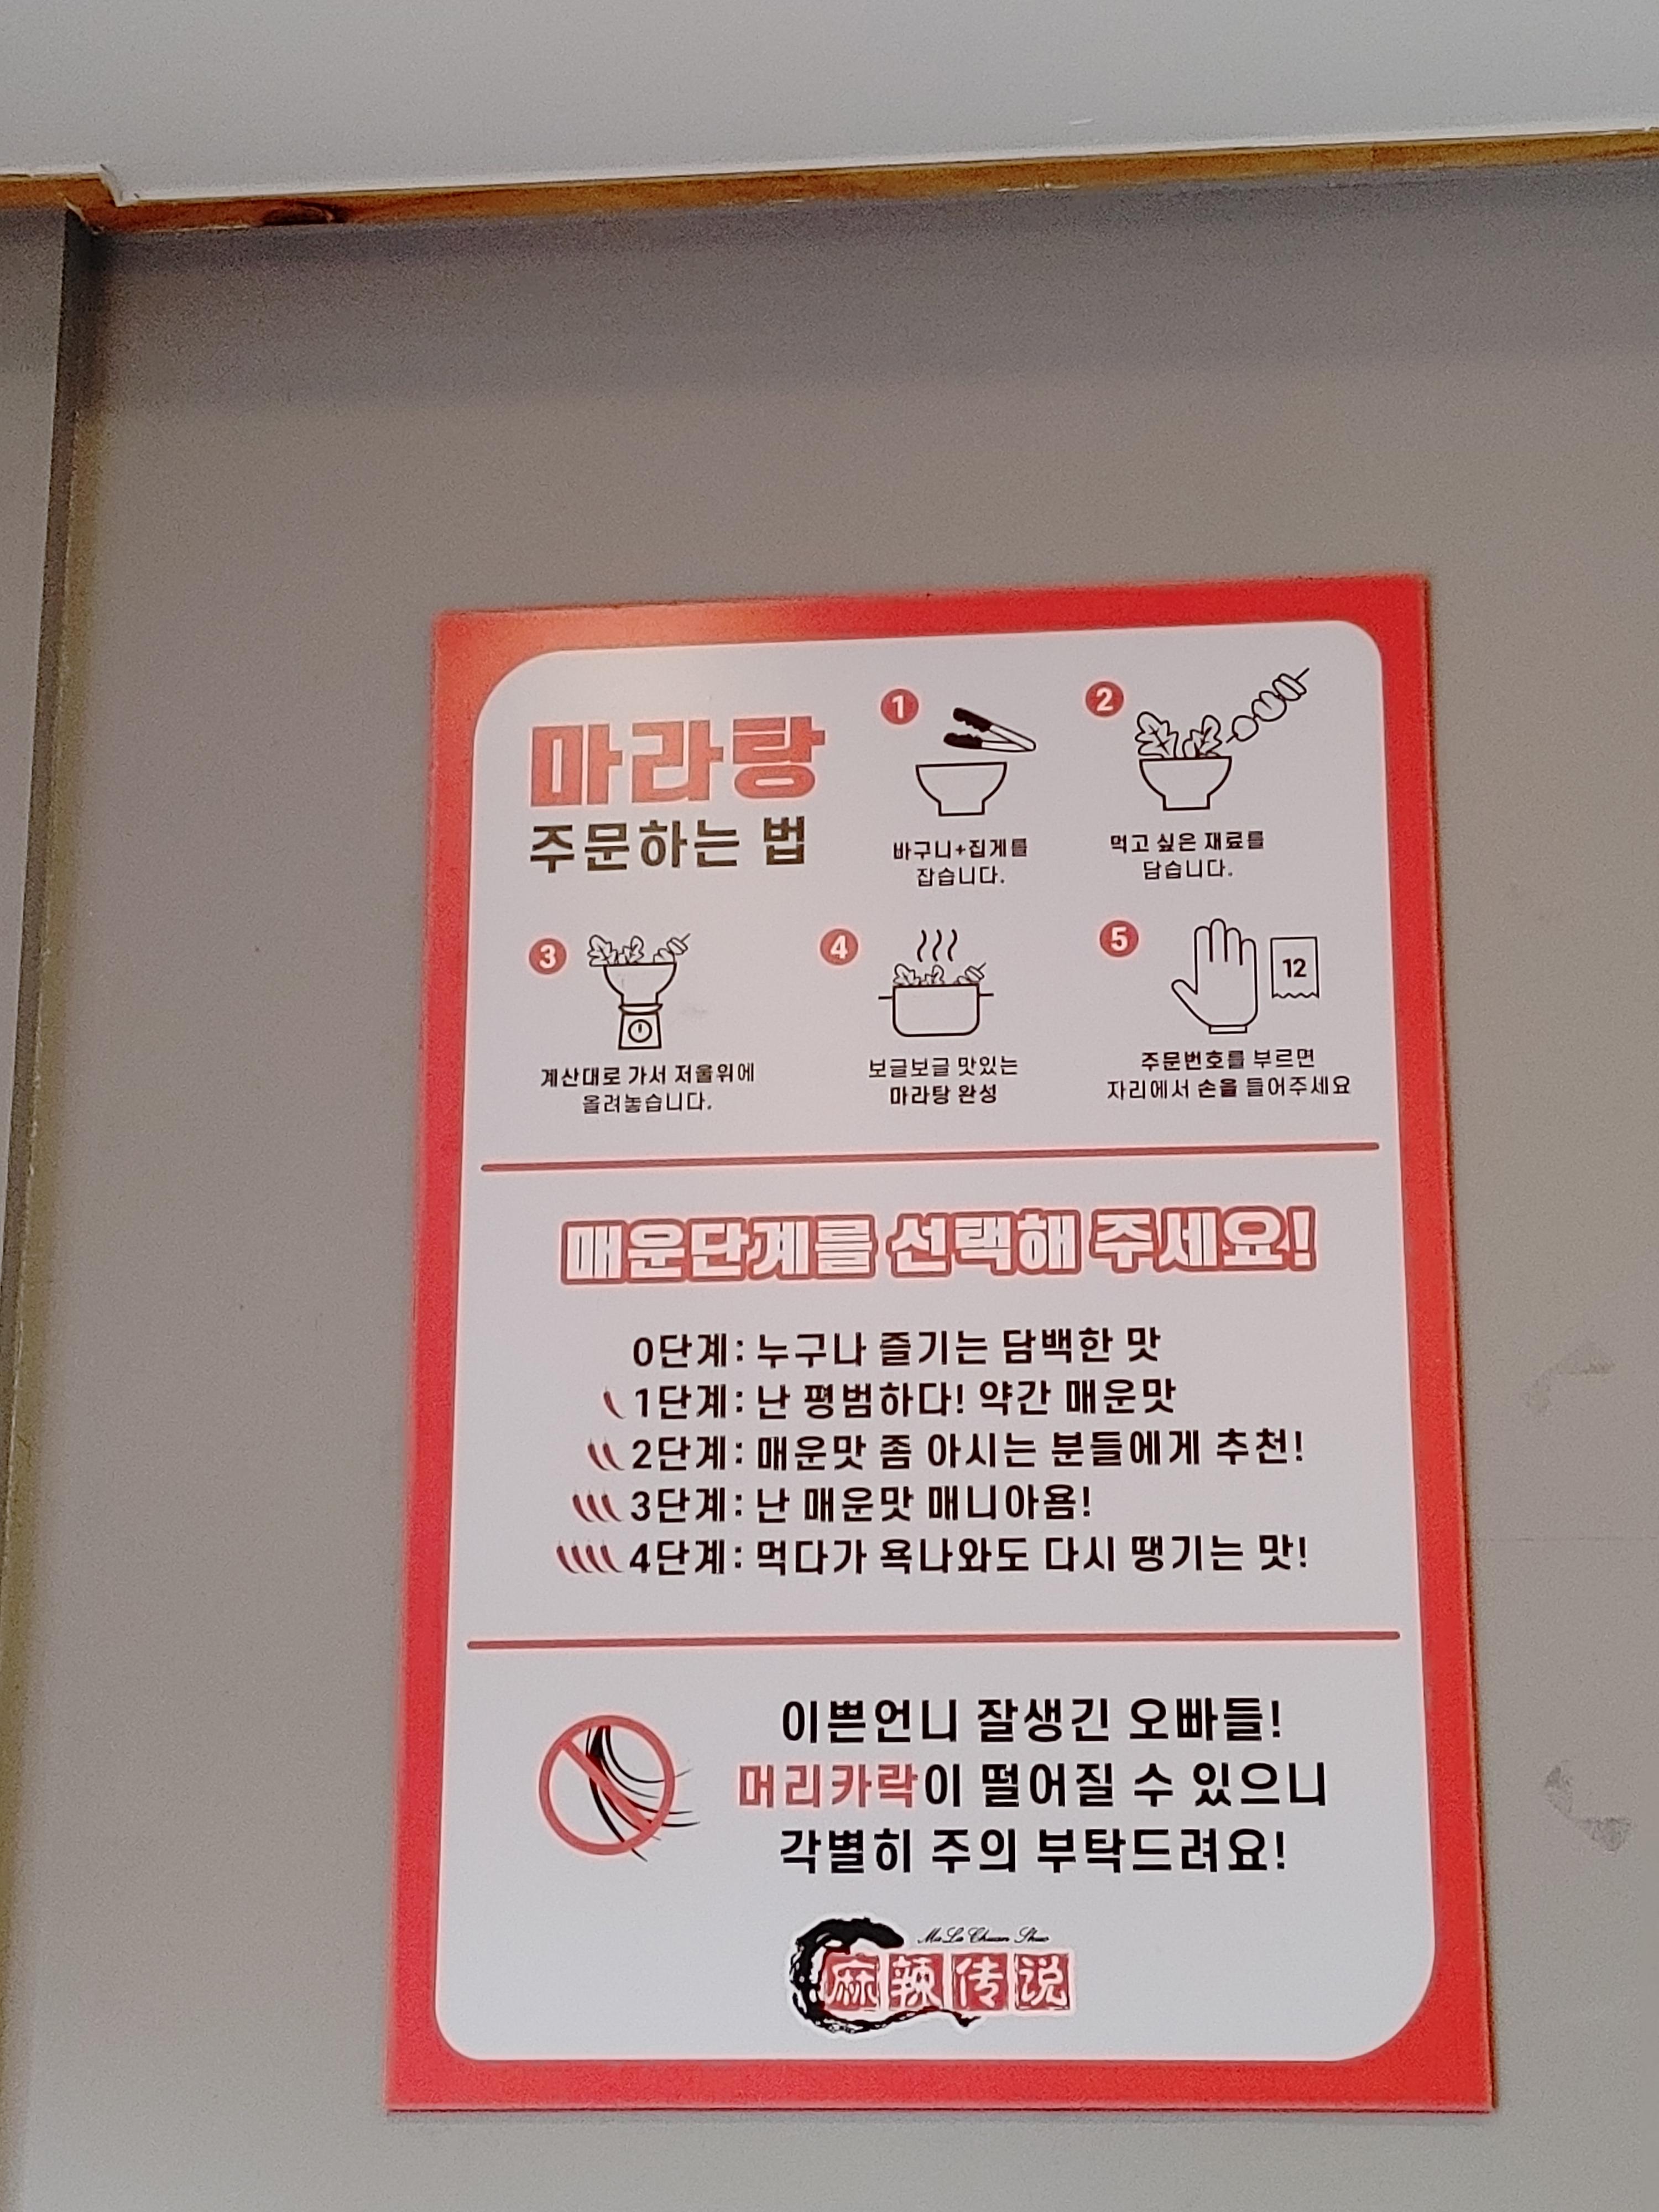 마라탕
주문하는 법
1
바구니+집게를
잡습니다.
2
먹고 싶은 재료를
담습니다.
3
계산대로 가서 저울위에
올려놓습니다.
4
보글보글 맛있는
마라탕 완성
5
12
주문번호를 부르면
자리에서 손을 들어주세요
매운단계를 선택해 주세요!
0단계: 누구나 즐기는 담백한 맛
1단계: 난 평범하다! 약간 매운맛
2단계: 매운맛 좀 아시는 분들에게 추천!
3단계: 난 매운맛 매니아욤!
4단계: 먹다가 욕나와도 다시 땡기는 맛!
이쁜언니 잘생긴 오빠들!
머리카락이 떨어질 수 있으니
각별히 주의 부탁드려요!
Ma La Chuan Shuo
麻辣传说